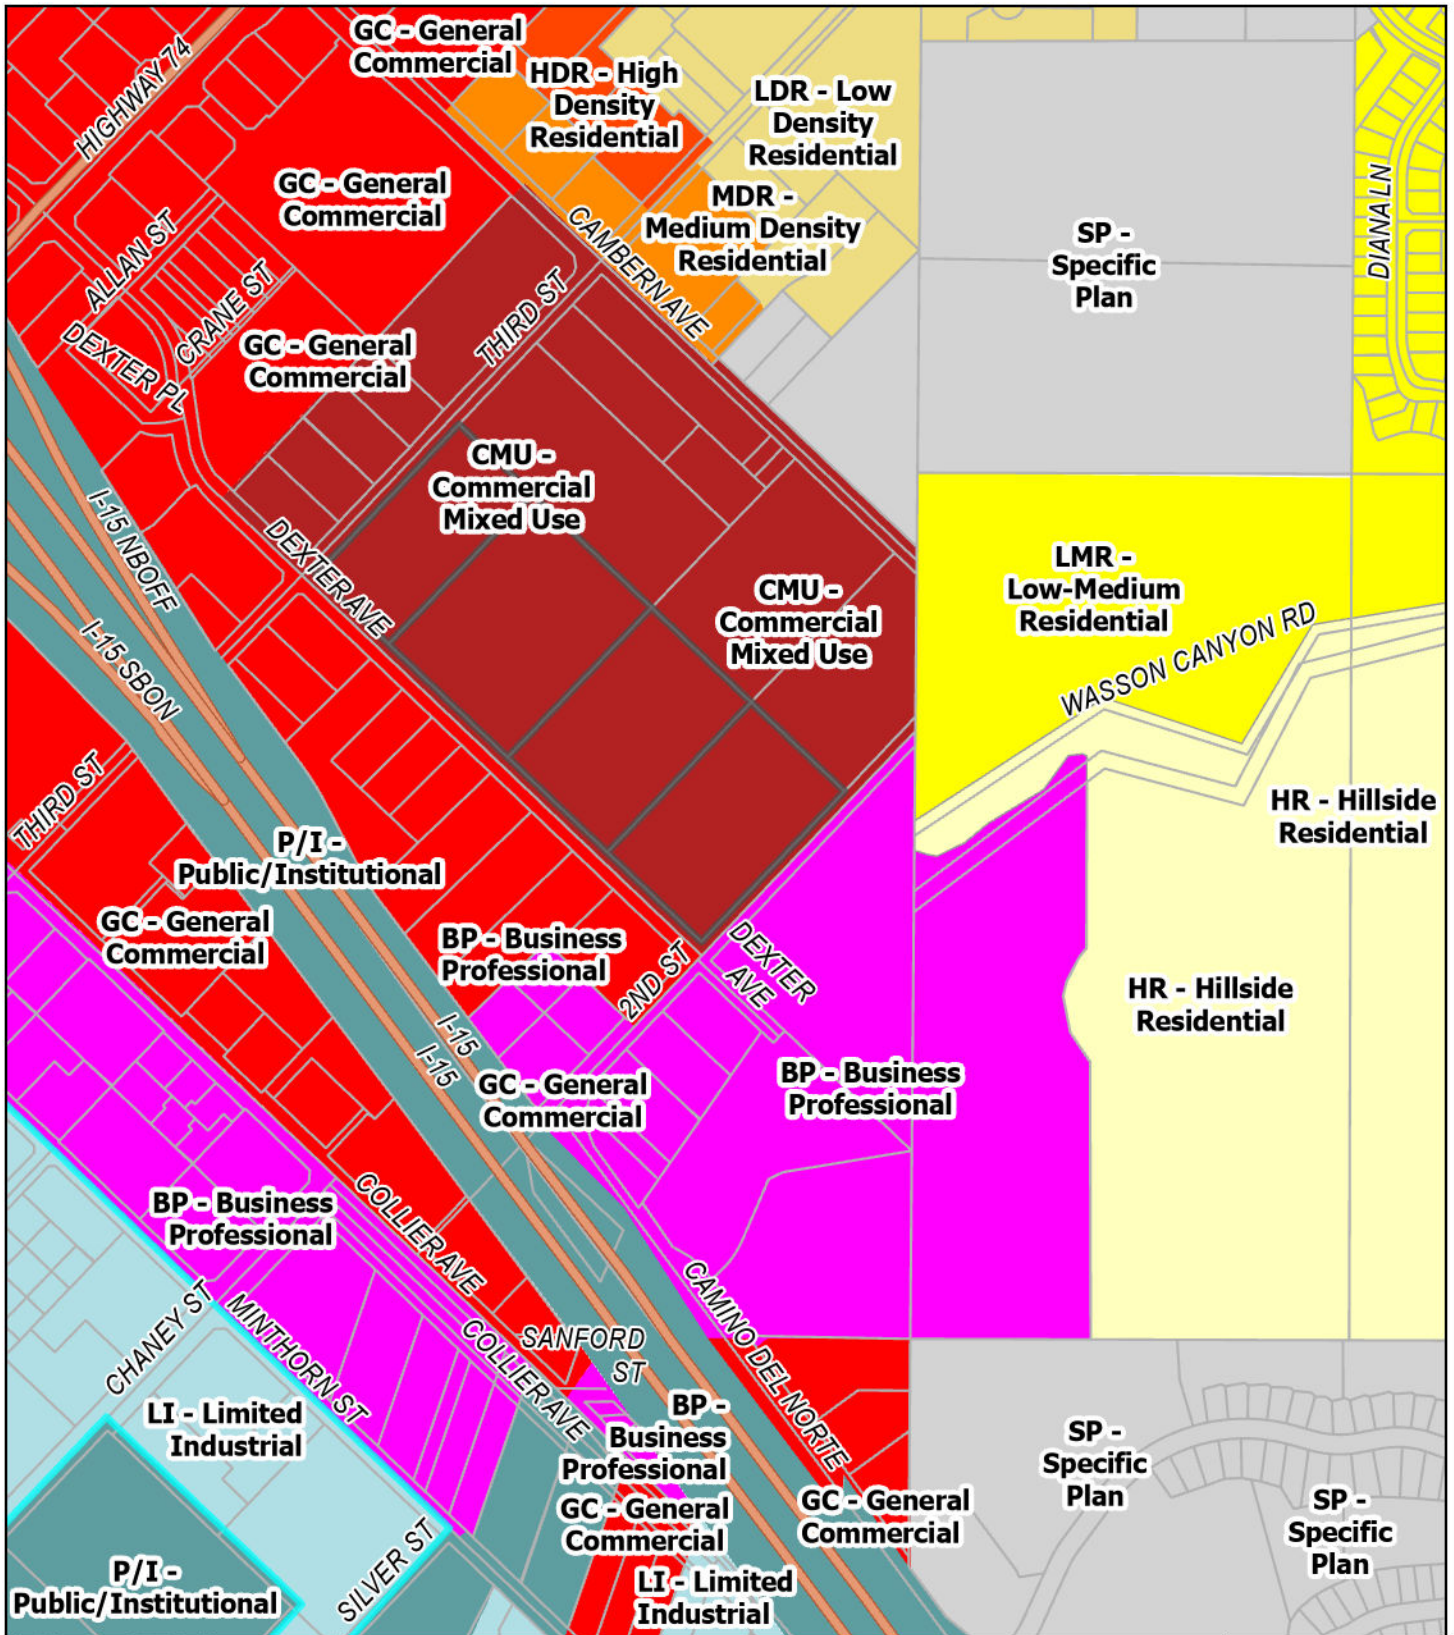 GC - General
Commercial
HDR - High
Density
Residential
LDR - Low
Density
Residential
HIGHWAY 74
GC - General
Commercial
MDR -
Medium Density
Residential
DIANA LN
SP -
Specific
Plan
ALLAN ST
CAMBERN AVE
CRANE ST
THIRD ST
DEXTER PL
GC - General
Commercial
CMU -
Commercial
Mixed Use
I-15 NBOFF
DEXTER AVE
LMR -
Low-Medium
Residential
CMU -
Commercial
Mixed Use
WASSON CANYON RD
I-15 SBON
THIRD ST
HR - Hillside
Residential
P/I -
Public/Institutional
GC - General
Commercial
BP - Business
Professional
2ND ST
DEXTER
AVE
HR - Hillside
Residential
I-15
I-15
GC - General
Commercial
BP - Business
Professional
BP - Business
Professional
COLLIER AVE
CHANEY ST
MINTHORN ST
COLLIER AVE
SANFORD
ST
CAMINO DEL NORTE
LI - Limited
Industrial
BP -
Business
Professional
SP -
Specific
Plan
GC - General
Commercial
GC - General
Commercial
SP -
Specific
Plan
P/I -
Public/Institutional
SILVER ST
LI - Limited
Industrial